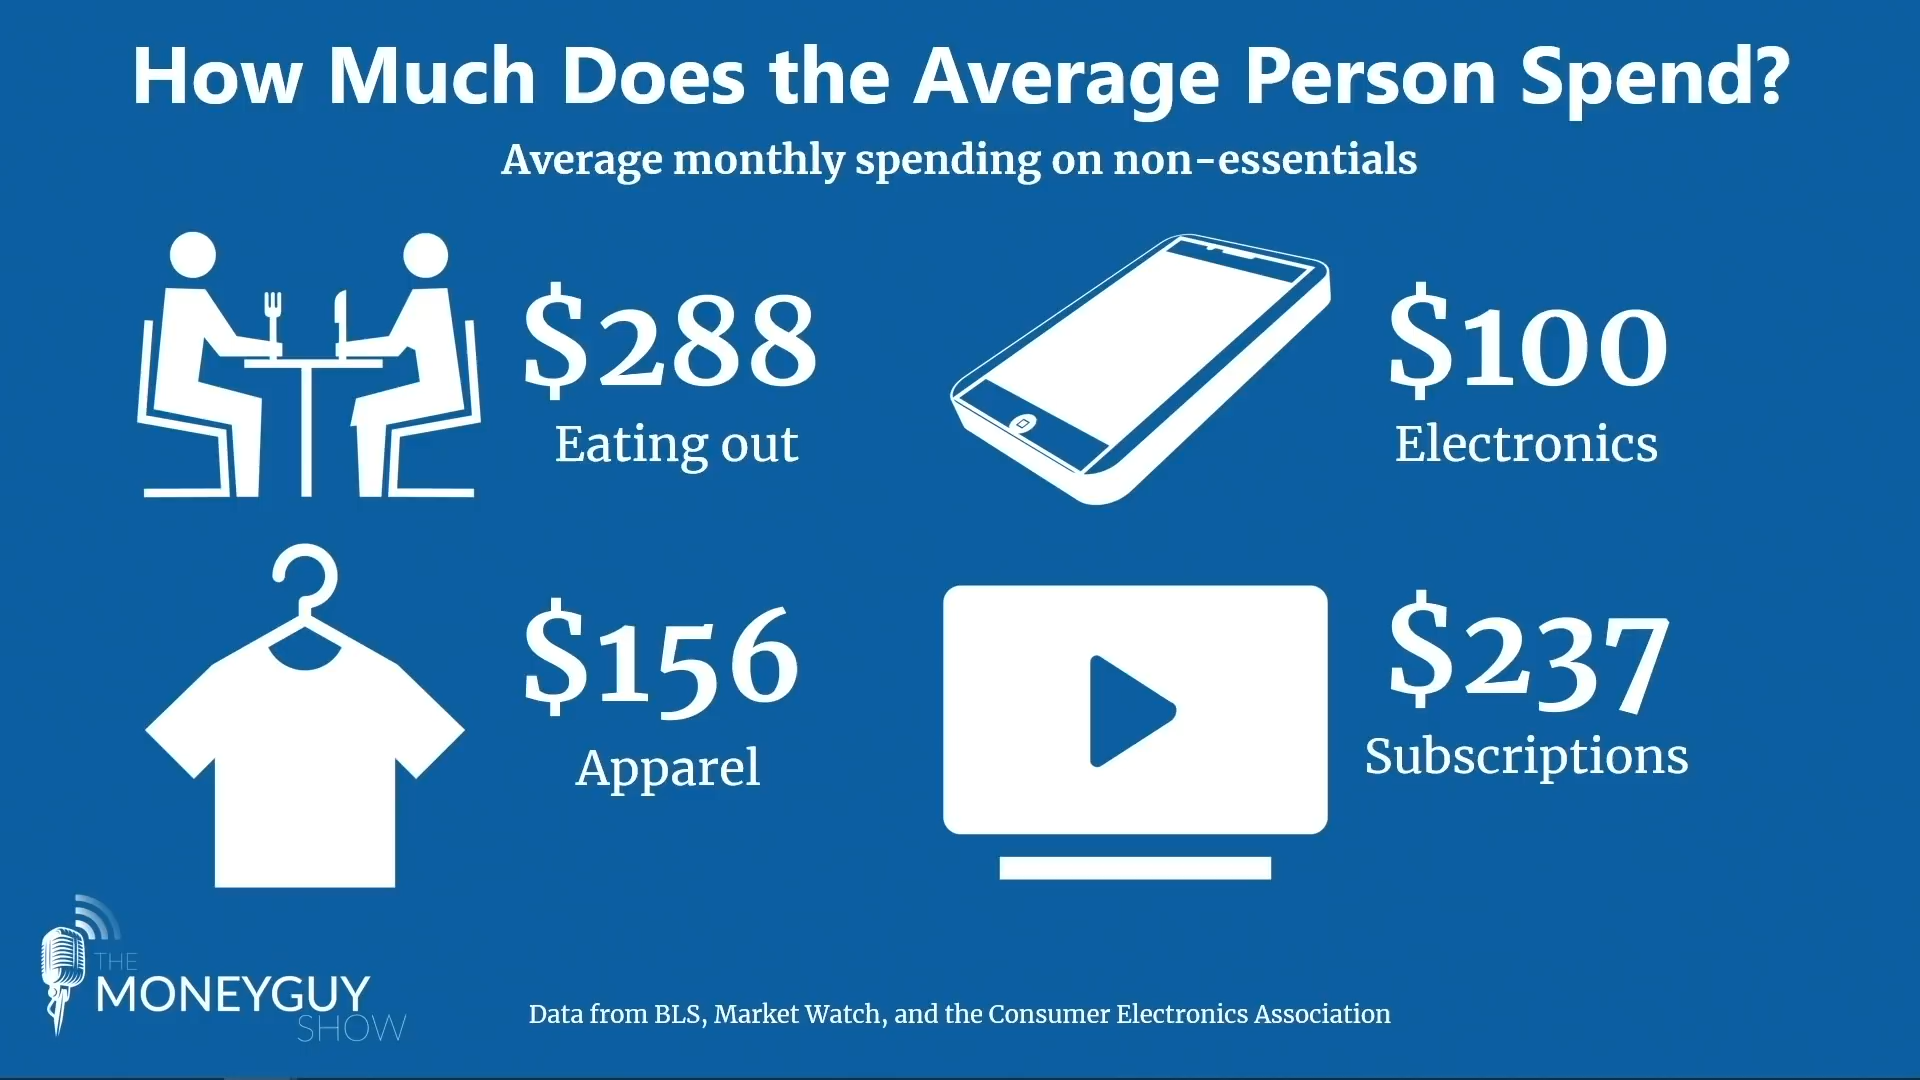 How Much Does the Average Person Spend?
Average monthly spending on non-essentials
$288
Eating out
$100
Electronics
$156
Apparel
$237
Subscriptions
THE
MONEYGUY
SHOW
Data from BLS, Market Watch, and the Consumer Electronics Association